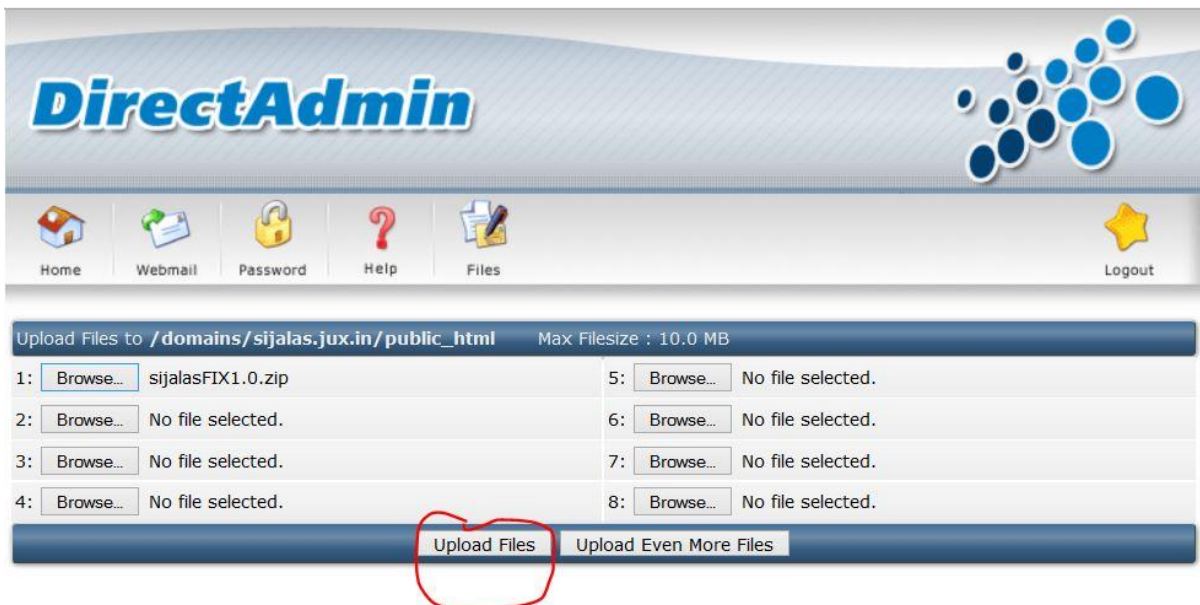 DirectAdmin
Home Webmail Password Help Files Logout
Upload Files to /domains/sijalas.jux.in/public_html Max Filesize : 10.0 MB
1: Browse... sijalasFIX1.0.zip 5: Browse... No file selected.
2: Browse... No file selected. 6: Browse... No file selected.
3: Browse... No file selected. 7: Browse... No file selected.
4: Browse... No file selected. 8: Browse... No file selected.
Upload Files Upload Even More Files